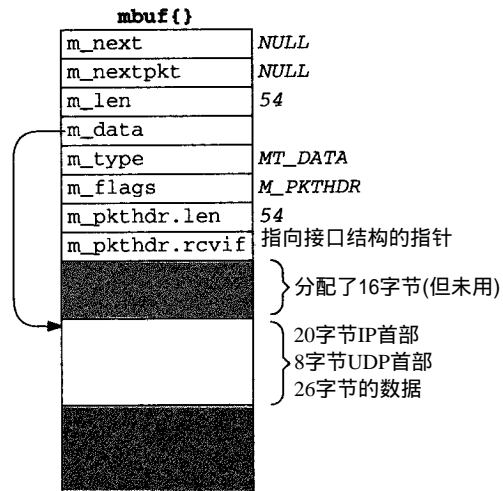 mbuf{}
m_next NULL
m_nextpkt NULL
m_len 54
m_data
m_type MT_DATA
m_flags M_PKTHDR
m_pkthdr.len 54
m_pkthdr.rcvif 指向接口结构的指针
分配了16字节(但未用)
20字节IP首部
8字节UDP首部
26字节的数据